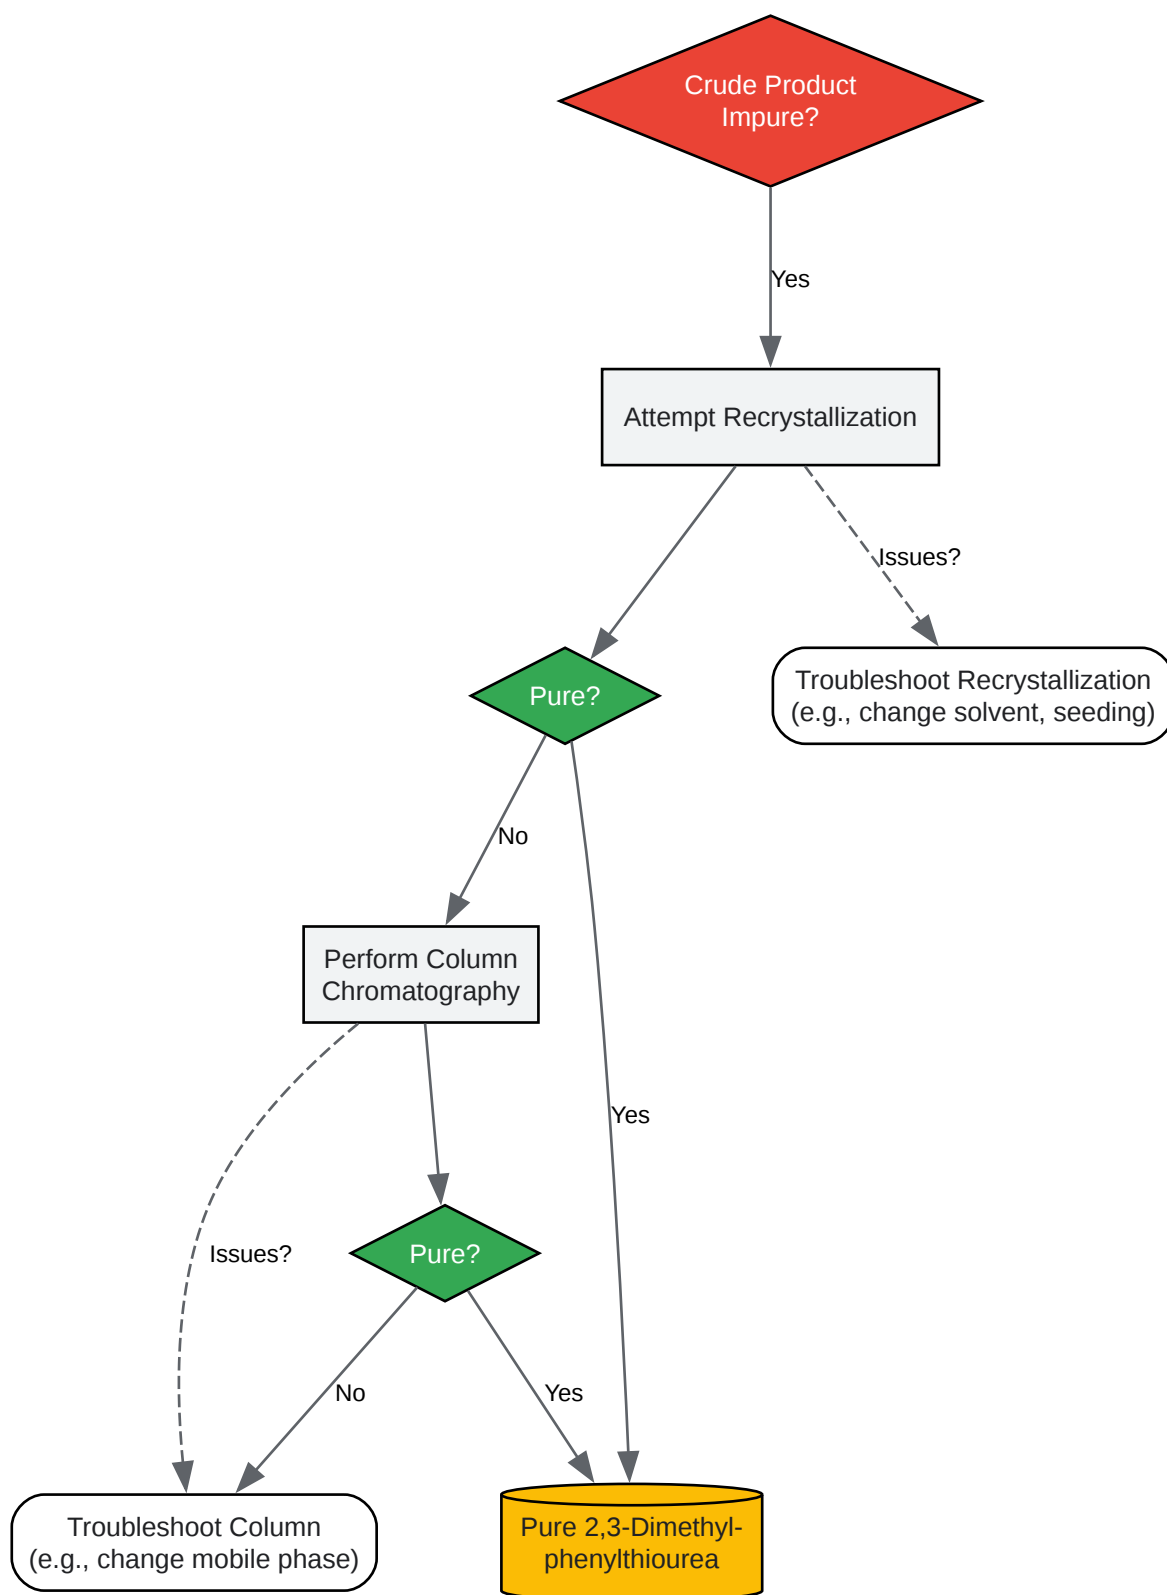 Crude Product
Impure?
Yes
Attempt Recrystallization
Issues?
Pure?
Troubleshoot Recrystallization
(e.g., change solvent, seeding)
No
Perform Column
Chromatography
Yes
Issues?
Pure?
No
Yes
Troubleshoot Column
(e.g., change mobile phase)
Pure 2,3-Dimethyl-
phenylthiourea